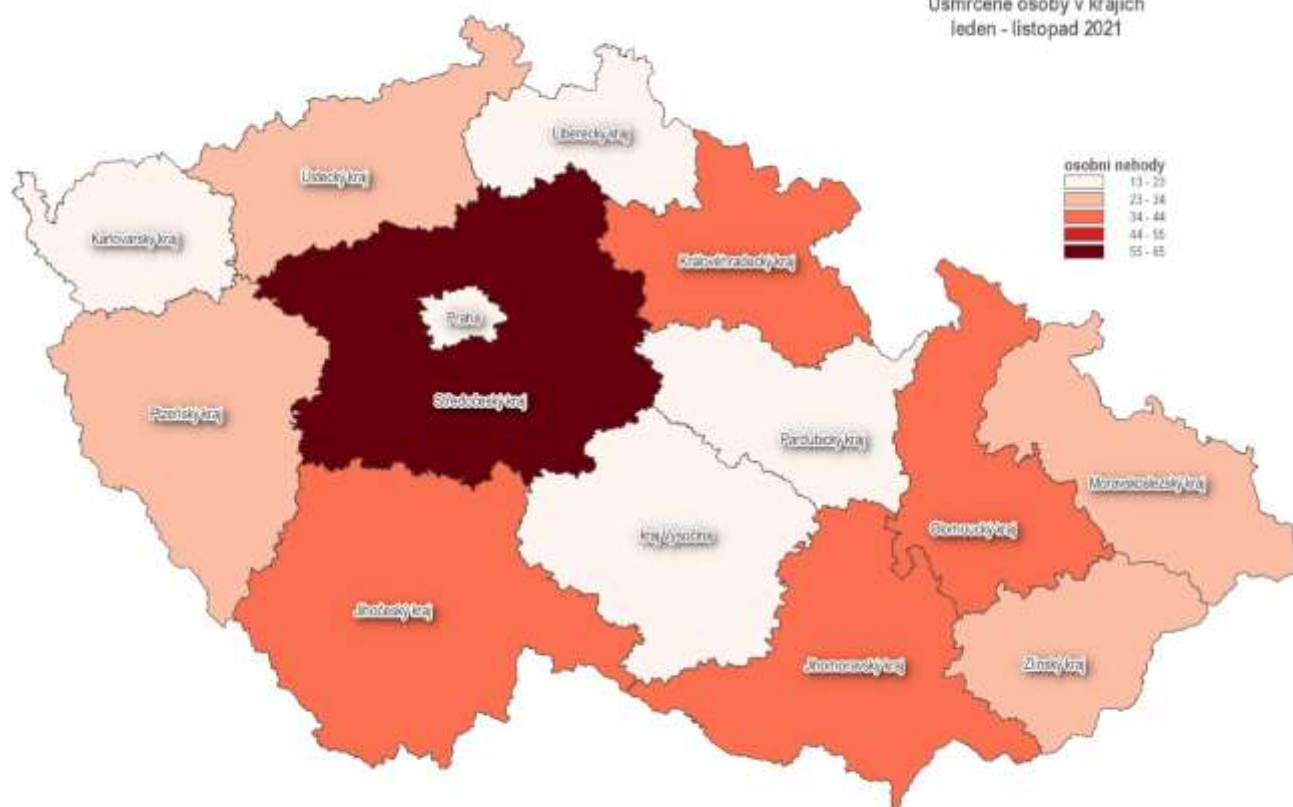 Usmrcené osoby v krajích
leden - listopad 2021
Liberecký kraj
Ústecký kraj
osobní nehody
13 - 23
23 - 34
34 - 44
44 - 55
55 - 65
Karlovarský kraj
Královéhradecký kraj
Praha
Středočeský kraj
Plzeňský kraj
Pardubický kraj
Moravskoslezský kraj
Olomoucký kraj
kraj Vysočina
Jihočeský kraj
Jihomoravský kraj
Zlínský kraj